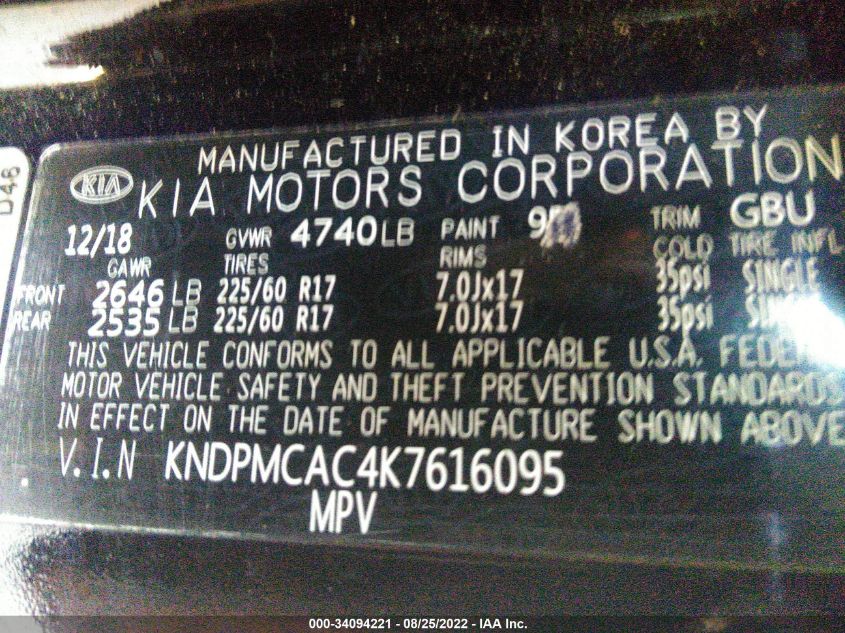 D46
MANUFACTURED IN KOREA BY
KIA KIA MOTORS CORPORATION
12/18 GVWR 4740LB PAINT TRIM GBU
GAWR TIRES RIMS COLD TIRE INFL
FRONT 2646 LB 225/60 R17 7.0Jx17 35psi SINGLE
REAR 2535 LB 225/60 R17 7.0Jx17 35psi
THIS VEHICLE CONFORMS TO ALL APPLICABLE U.S.A. FEDE
MOTOR VEHICLE SAFETY AND THEFT PREVENTION STANDARDS
IN EFFECT ON THE DATE OF MANUFACTURE SHOWN ABOVE
V.I.N KNDPMCAC4K7616095
MPV
000-34094221 - 08/25/2022 - IAA Inc.